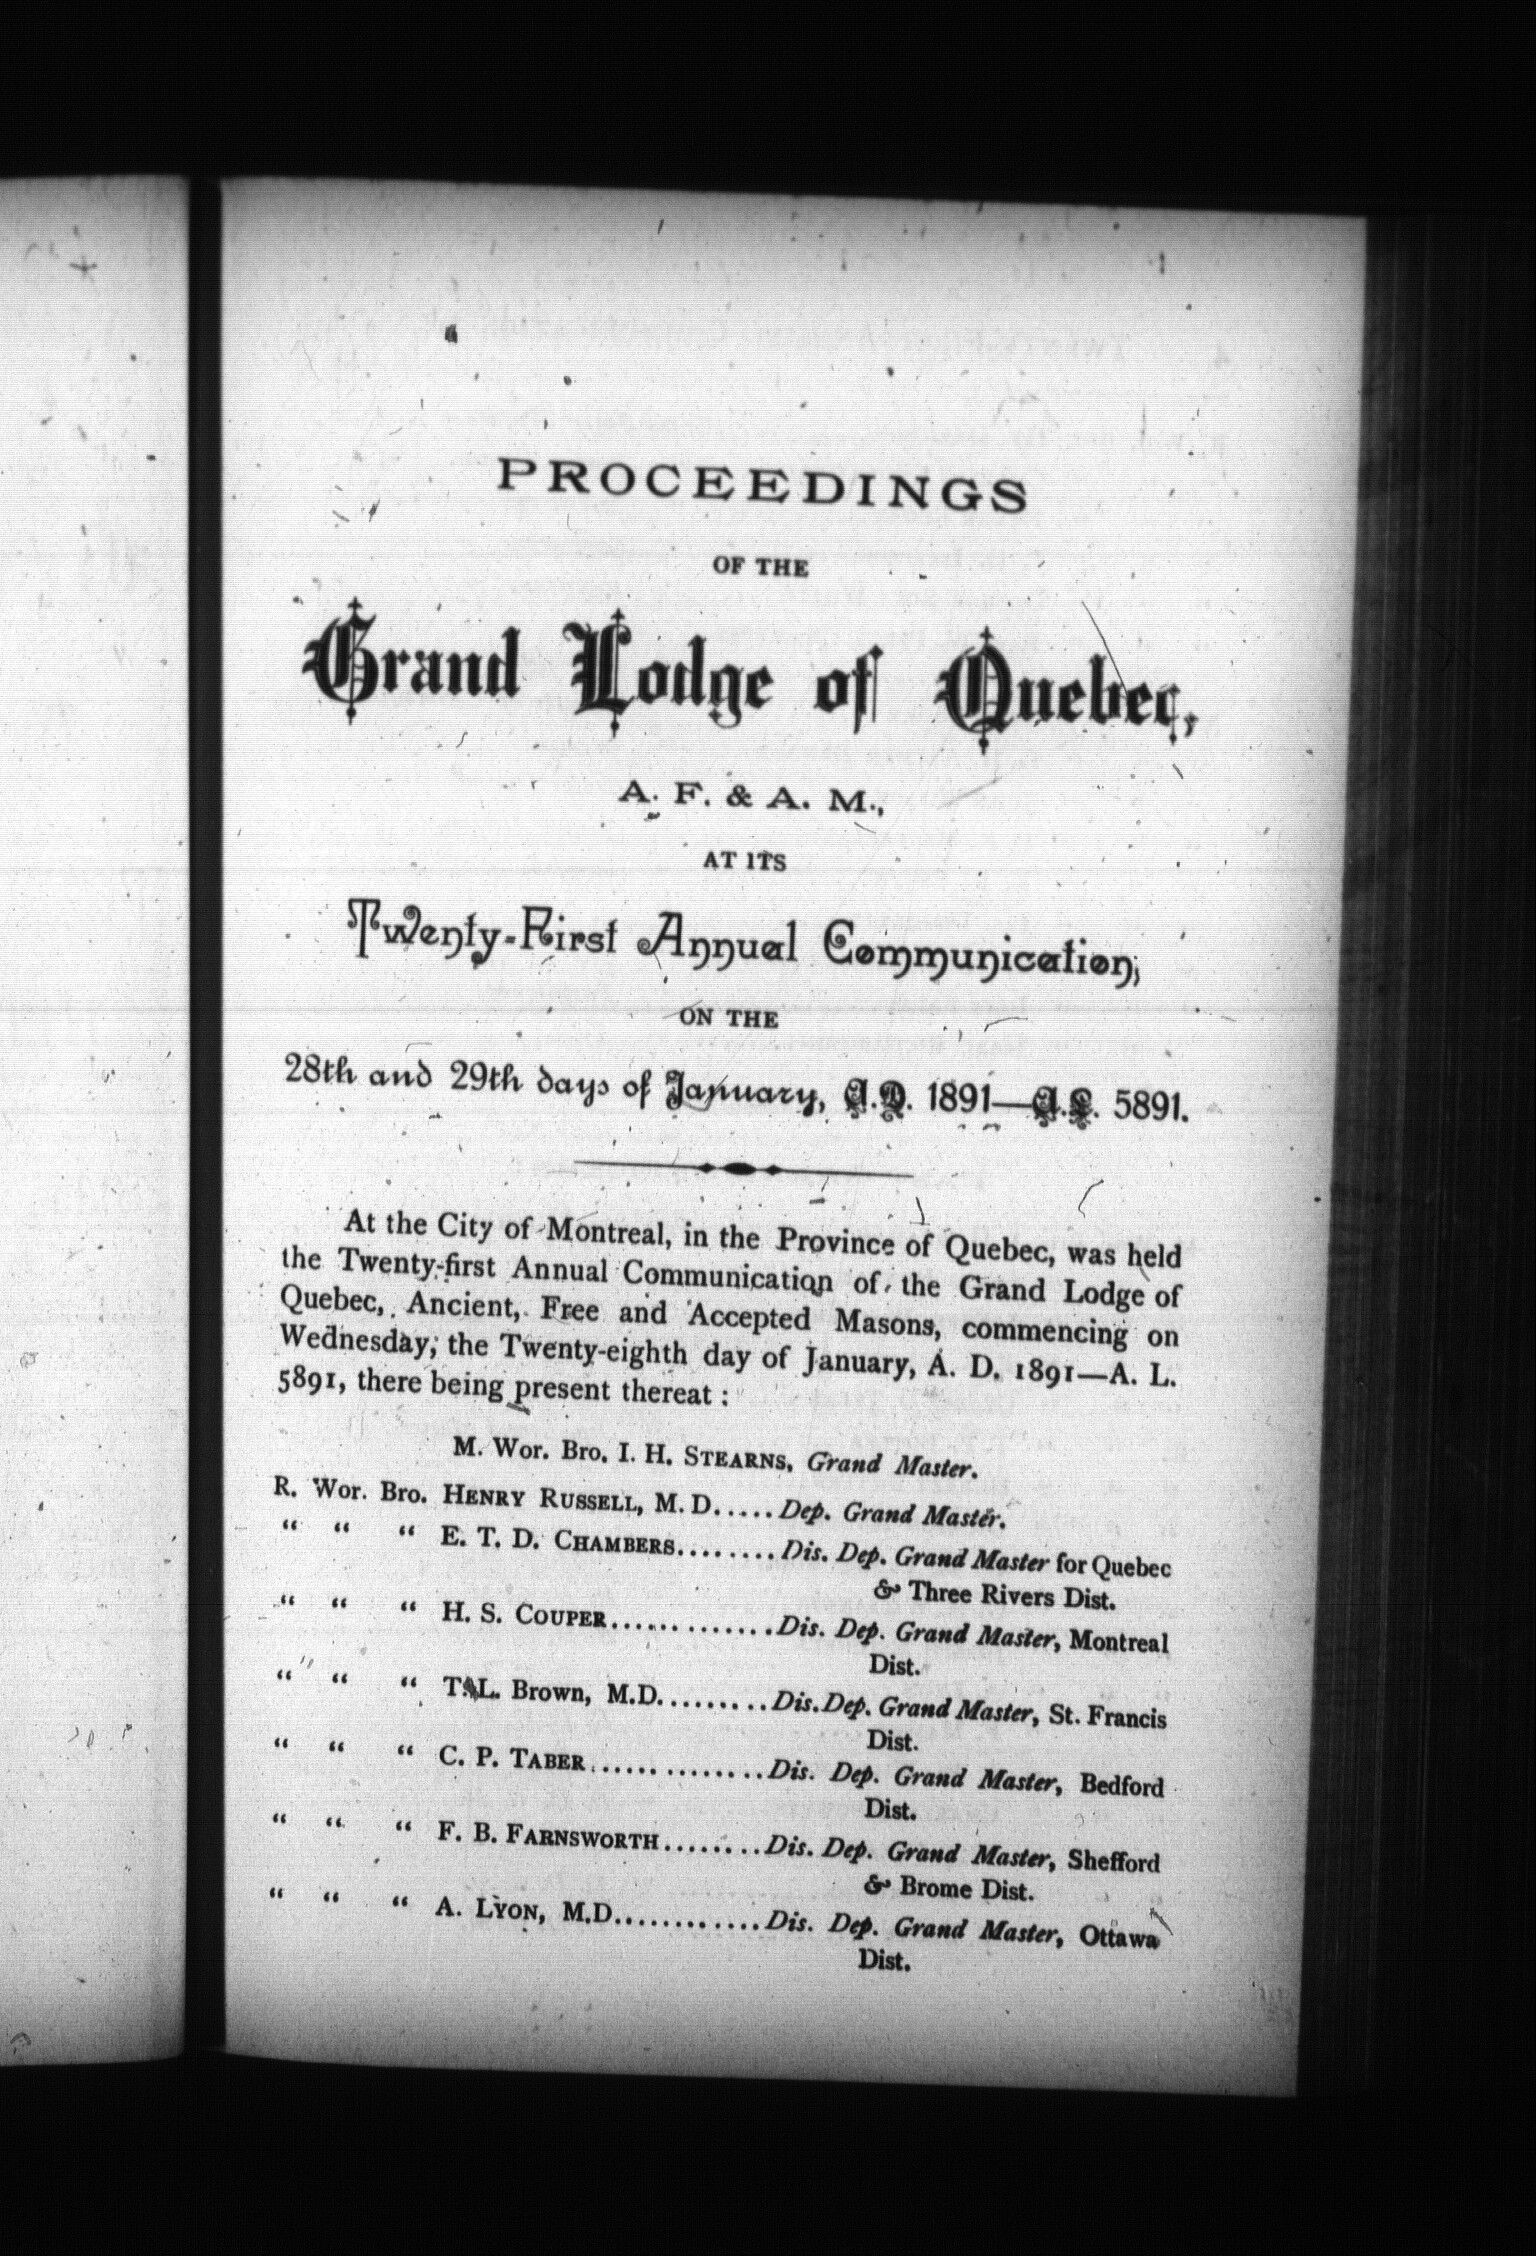 PROCEEDINGS
OF THE
Grand Lodge of Quebec,
A. F. & A. M.,
AT ITS
Twenty-First Annual Communication,
ON THE
28th and 29th days of January, A.D. 1891—A.L. 5891.
At the City of Montreal, in the Province of Quebec, was held
the Twenty-first Annual Communication of the Grand Lodge of
Quebec, Ancient, Free and Accepted Masons, commencing on
Wednesday, the Twenty-eighth day of January, A. D. 1891—A. L.
5891, there being present thereat :
M. Wor. Bro. I. H. STEARNS, Grand Master.
R. Wor. Bro. HENRY RUSSELL, M. D..... Dep. Grand Master.
“ “ “ E. T. D. CHAMBERS........ Dis. Dep. Grand Master for Quebec
& Three Rivers Dist.
“ “ “ H. S. COUPER............. Dis. Dep. Grand Master, Montreal
Dist.
“ “ “ T. L. Brown, M.D......... Dis. Dep. Grand Master, St. Francis
Dist.
“ “ “ C. P. TABER.............. Dis. Dep. Grand Master, Bedford
Dist.
“ “ “ F. B. FARNSWORTH........ Dis. Dep. Grand Master, Shefford
& Brome Dist.
“ “ “ A. LYON, M.D............. Dis. Dep. Grand Master, Ottawa
Dist.